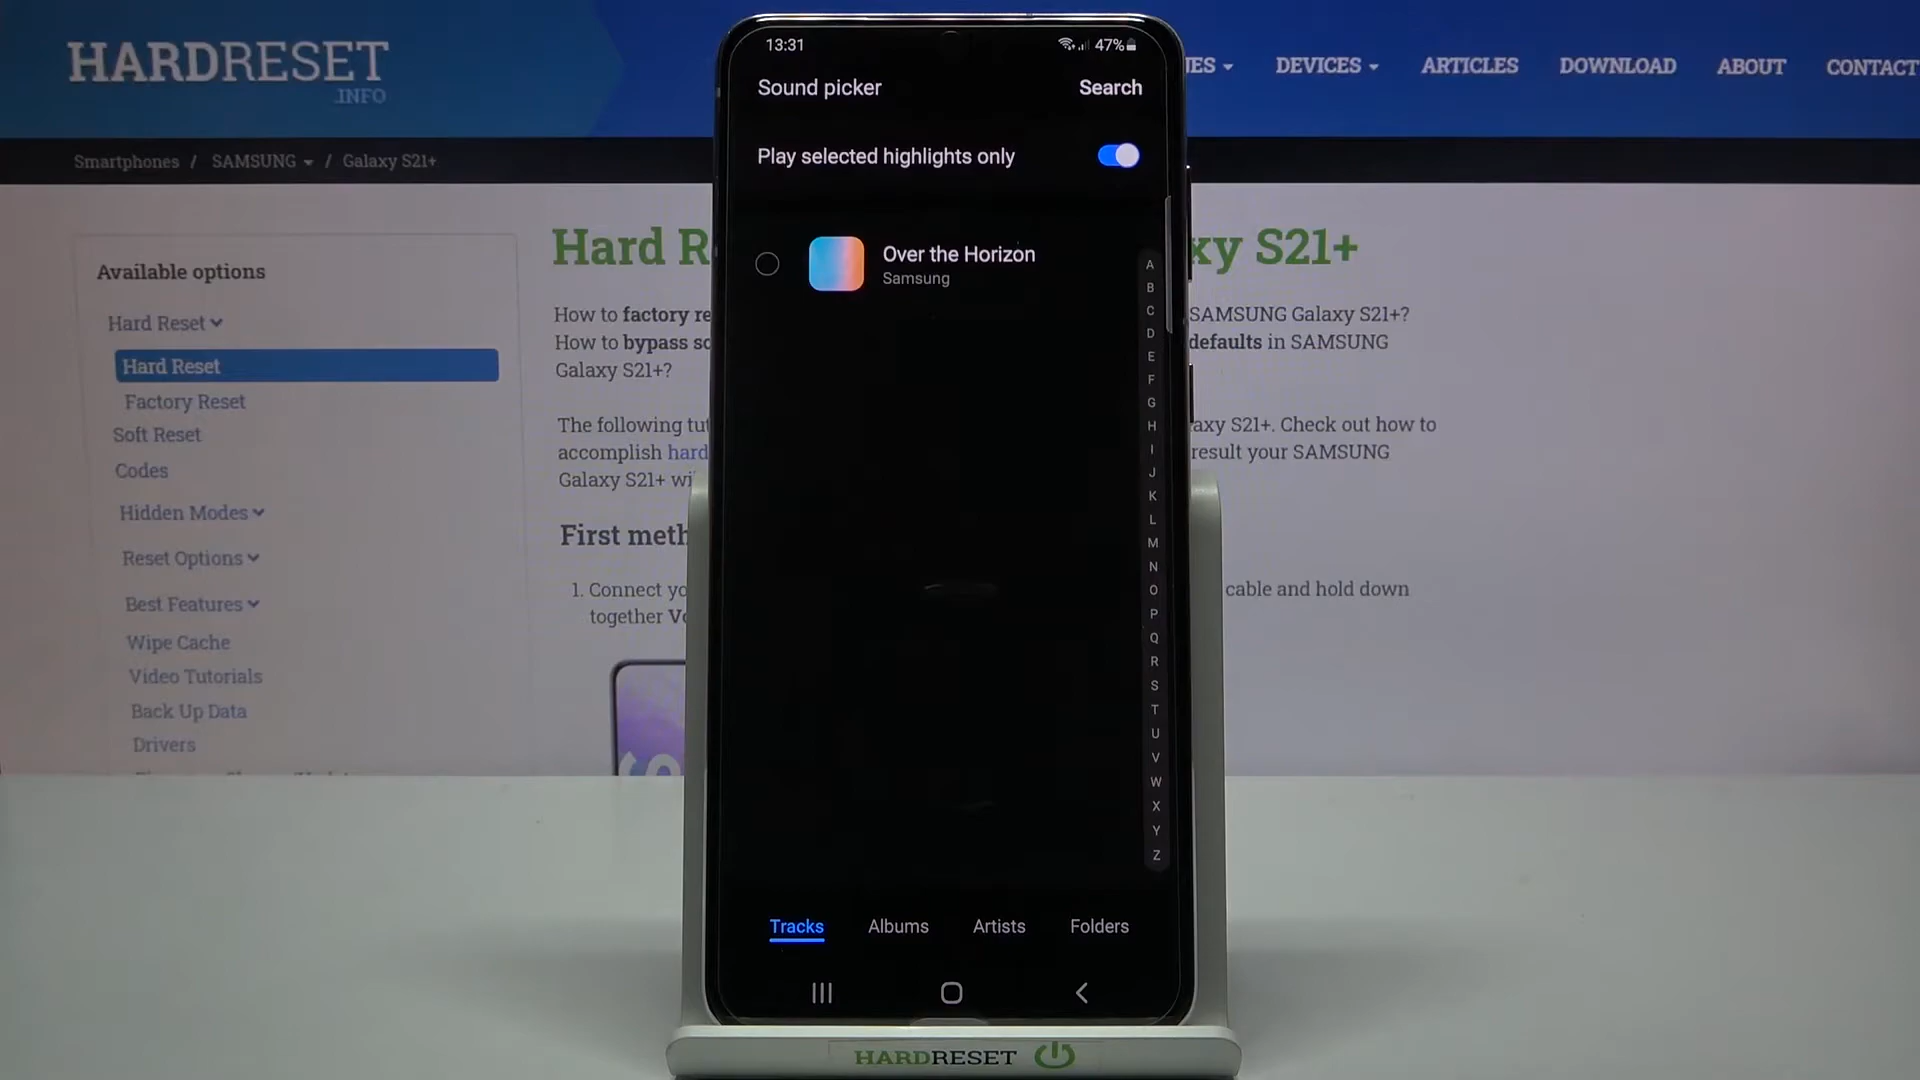 HARDRESET
.INFO
IES
DEVICES
ARTICLES
DOWNLOAD
ABOUT
CONTACT
Smartphones / SAMSUNG / Galaxy S21+
Available options
Hard Reset
Hard Reset
Factory Reset
Soft Reset
Codes
Hidden Modes
Reset Options
Best Features
Wipe Cache
Video Tutorials
Back Up Data
Drivers
Hard R
xy S21+
How to factory re
SAMSUNG Galaxy S21+?
How to bypass sc
defaults in SAMSUNG
Galaxy S21+?
The following tut
axy S21+. Check out how to
accomplish hard
result your SAMSUNG
Galaxy S21+ wi
First meth
1. Connect yo
cable and hold down
together Vo
13:31
47%
Sound picker
Search
Play selected highlights only
Over the Horizon
Samsung
A
B
C
D
E
F
G
H
I
J
K
L
M
N
O
P
Q
R
S
T
U
V
W
X
Y
Z
Tracks
Albums
Artists
Folders
HARDRESET